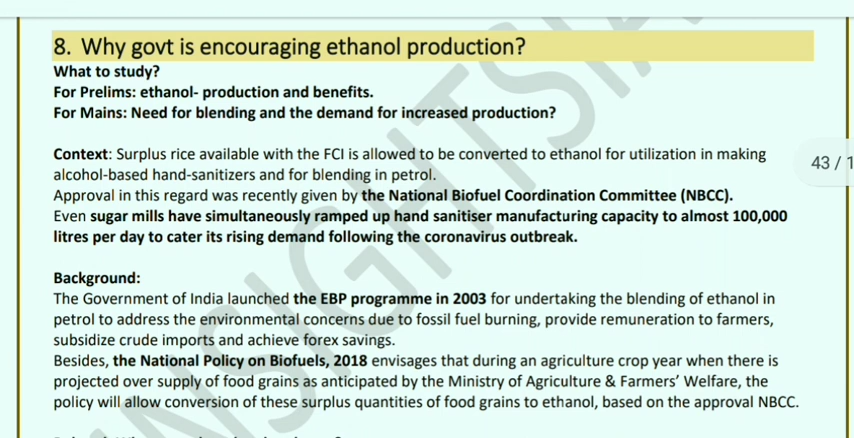 8. Why govt is encouraging ethanol production?
What to study?
For Prelims: ethanol- production and benefits.
For Mains: Need for blending and the demand for increased production?
Context: Surplus rice available with the FCI is allowed to be converted to ethanol for utilization in making
alcohol-based hand-sanitizers and for blending in petrol.
43 / 1
Approval in this regard was recently given by the National Biofuel Coordination Committee (NBCC).
Even sugar mills have simultaneously ramped up hand sanitiser manufacturing capacity to almost 100,000
litres per day to cater its rising demand following the coronavirus outbreak.
Background:
The Government of India launched the EBP programme in 2003 for undertaking the blending of ethanol in
petrol to address the environmental concerns due to fossil fuel burning, provide remuneration to farmers,
subsidize crude imports and achieve forex savings.
Besides, the National Policy on Biofuels, 2018 envisages that during an agriculture crop year when there is
projected over supply of food grains as anticipated by the Ministry of Agriculture & Farmers' Welfare, the
policy will allow conversion of these surplus quantities of food grains to ethanol, based on the approval NBCC.
INSIGHTSIA